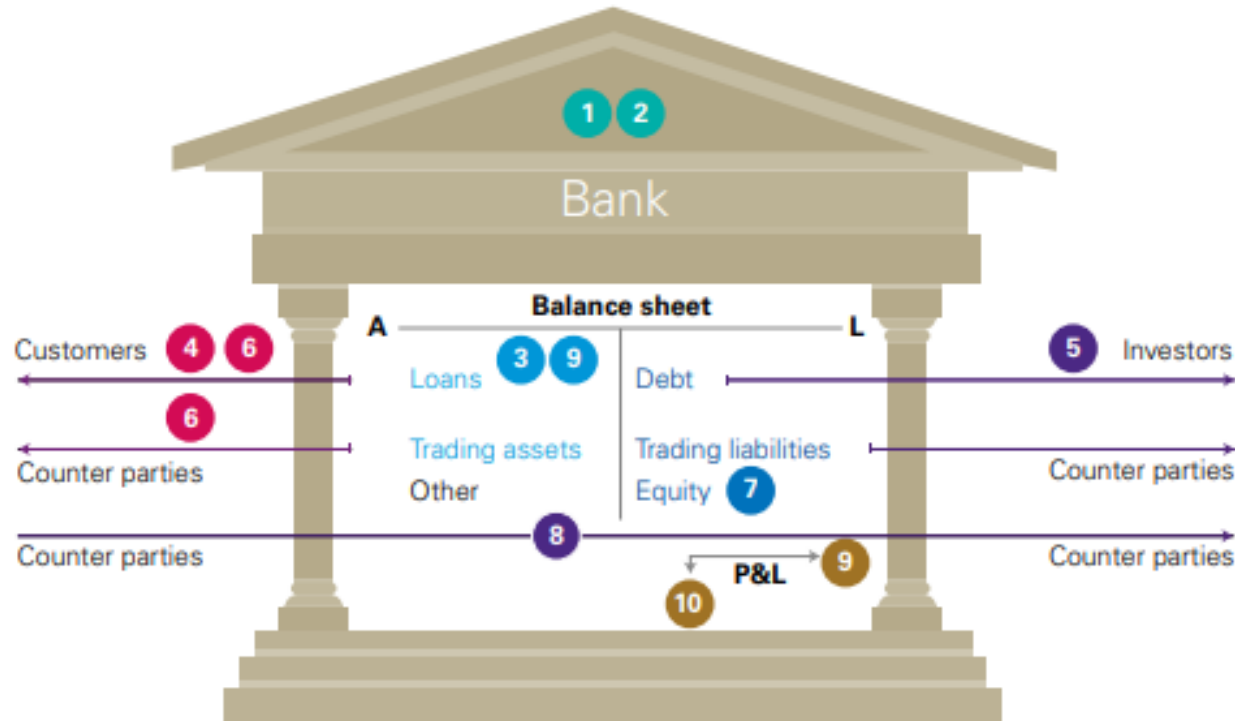 1 2
Bank
Balance sheet
A L
Customers 4 6
Loans 3 9
Debt
5 Investors
6
Counter parties
Trading assets
Trading liabilities
Counter parties
Other
Equity 7
8
Counter parties
Counter parties
P&L 9
10